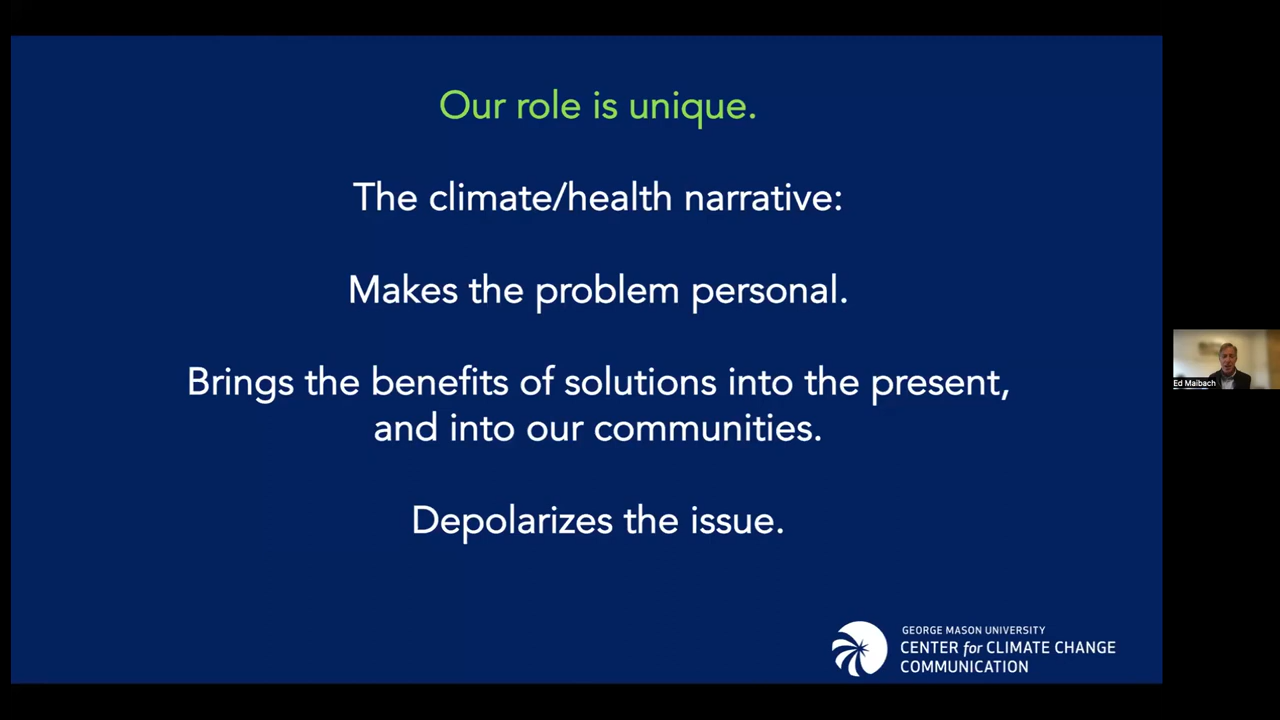 Our role is unique.
The climate/health narrative:
Makes the problem personal.
Brings the benefits of solutions into the present,
and into our communities.
Depolarizes the issue.
Ed Maibach
GEORGE MASON UNIVERSITY
CENTER for CLIMATE CHANGE
COMMUNICATION